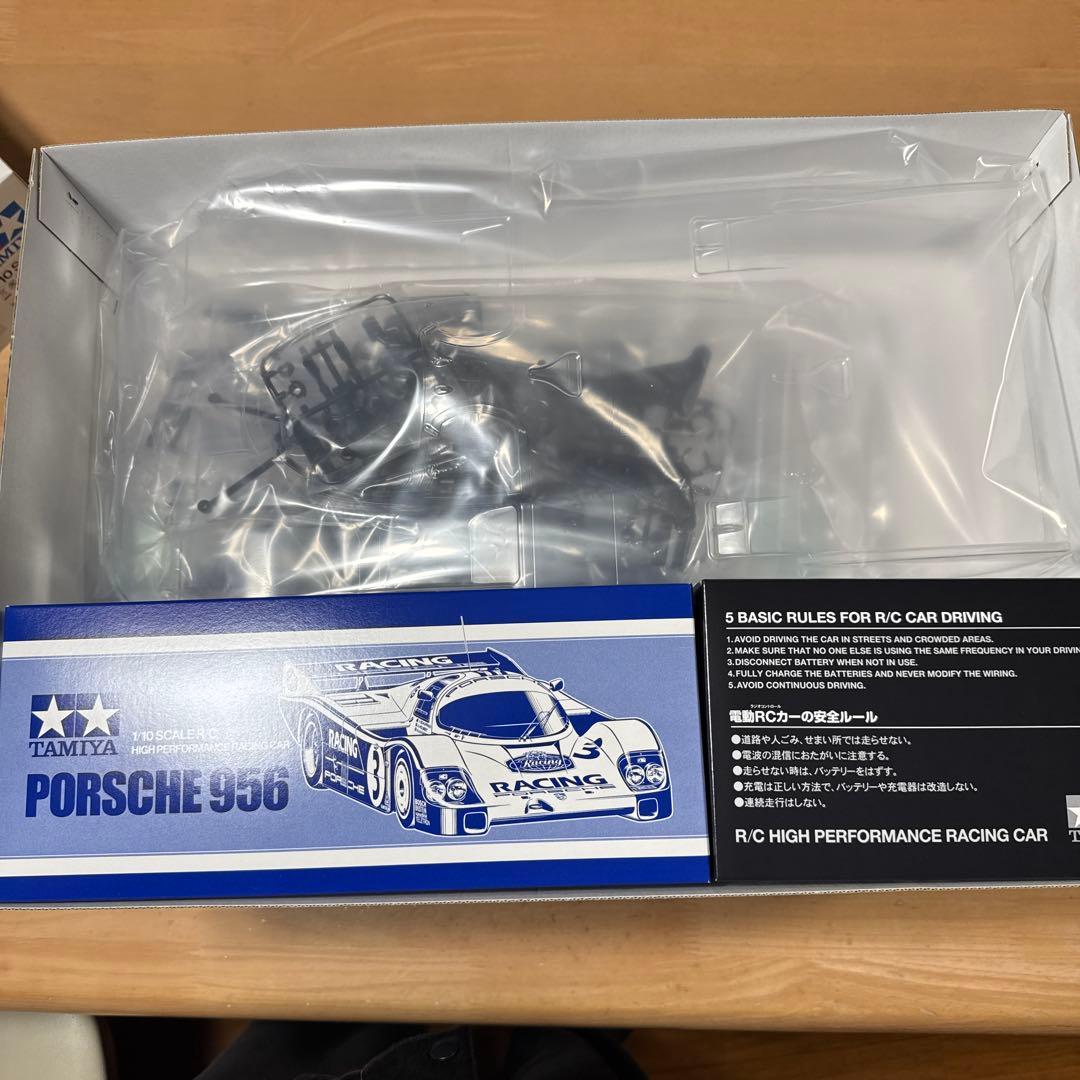 RACING
TAMIYA
1/10 SCALE R/C
HIGH PERFORMANCE RACING CAR
PORSCHE 956
RACING
PORSCHE
3
Racing
RACING
3
5 BASIC RULES FOR R/C CAR DRIVING
1.AVOID DRIVING THE CAR IN STREETS AND CROWDED AREAS.
2.MAKE SURE THAT NO ONE ELSE IS USING THE SAME FREQUENCY IN YOUR DRIVIN
3.DISCONNECT BATTERY WHEN NOT IN USE.
4.FULLY CHARGE THE BATTERIES AND NEVER MODIFY THE WIRING.
5.AVOID CONTINUOUS DRIVING.
ラジオコントロール
電動RCカーの安全ルール
●道路や人ごみ、せまい所では走らせない。
●電波の混信におたがいに注意する。
●走らせない時は、バッテリーをはずす。
●充電は正しい方法で、バッテリーや充電器は改造しない。
●連続走行はしない。
R/C HIGH PERFORMANCE RACING CAR